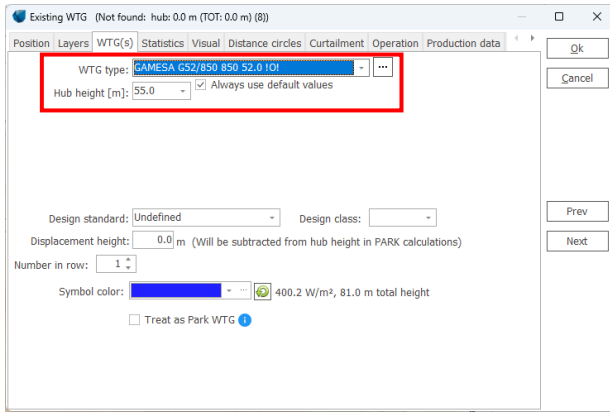 Existing WTG (Not found: hub: 0.0 m (TOT: 0.0 m) (8))
Position Layers WTG(s) Statistics Visual Distance circles Curtailment Operation Production data
Ok
WTG type: GAMESA G52/850 850 52.0 !O! ...
Cancel
Hub height [m]: 55.0 Always use default values
Design standard: Undefined Design class:
Prev
Displacement height: 0.0 m (Will be subtracted from hub height in PARK calculations)
Next
Number in row: 1
Symbol color: ... 400.2 W/m², 81.0 m total height
Treat as Park WTG i